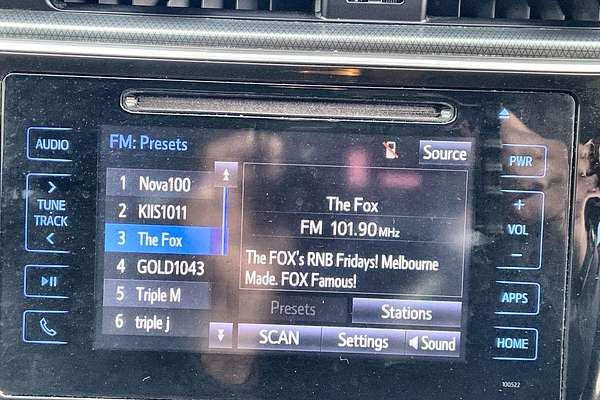 AUDIO
TUNE
TRACK
FM: Presets
1 Nova100
2 KIIS1011
3 The Fox
4 GOLD1043
5 Triple M
6 triple j
Source
The Fox
FM 101.90MHz
The FOX's RNB Fridays! Melbourne
Made. FOX Famous!
Presets
Stations
SCAN
Settings
Sound
PWR
+
VOL
-
APPS
HOME
100522